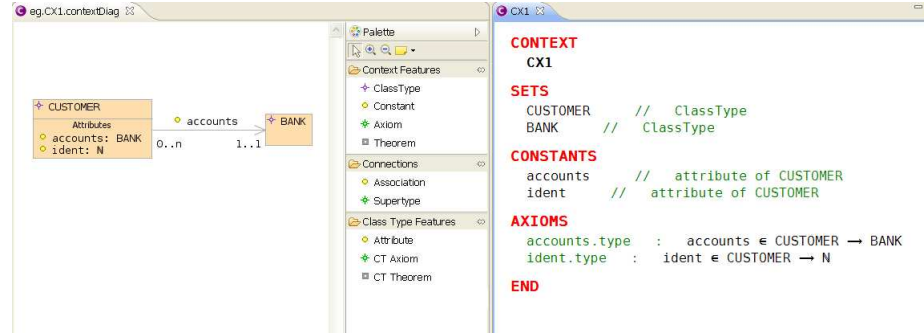 eg.CX1.contextDiag
CUSTOMER
Attributes
accounts: BANK
ident: N
accounts
0..n
1..1
BANK
Palette
Context Features
ClassType
Constant
Axiom
Theorem
Connections
Association
Supertype
Class Type Features
Attribute
CT Axiom
CT Theorem
CX1
CONTEXT
CX1
SETS
CUSTOMER // ClassType
BANK // ClassType
CONSTANTS
accounts // attribute of CUSTOMER
ident // attribute of CUSTOMER
AXIOMS
accounts.type : accounts ∈ CUSTOMER → BANK
ident.type : ident ∈ CUSTOMER → N
END